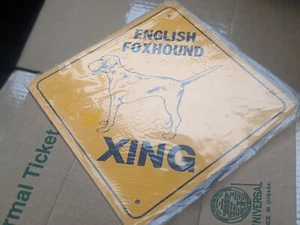 ENGLISH
FOXHOUND
XING
rmal Ticket
UNIVERSAL